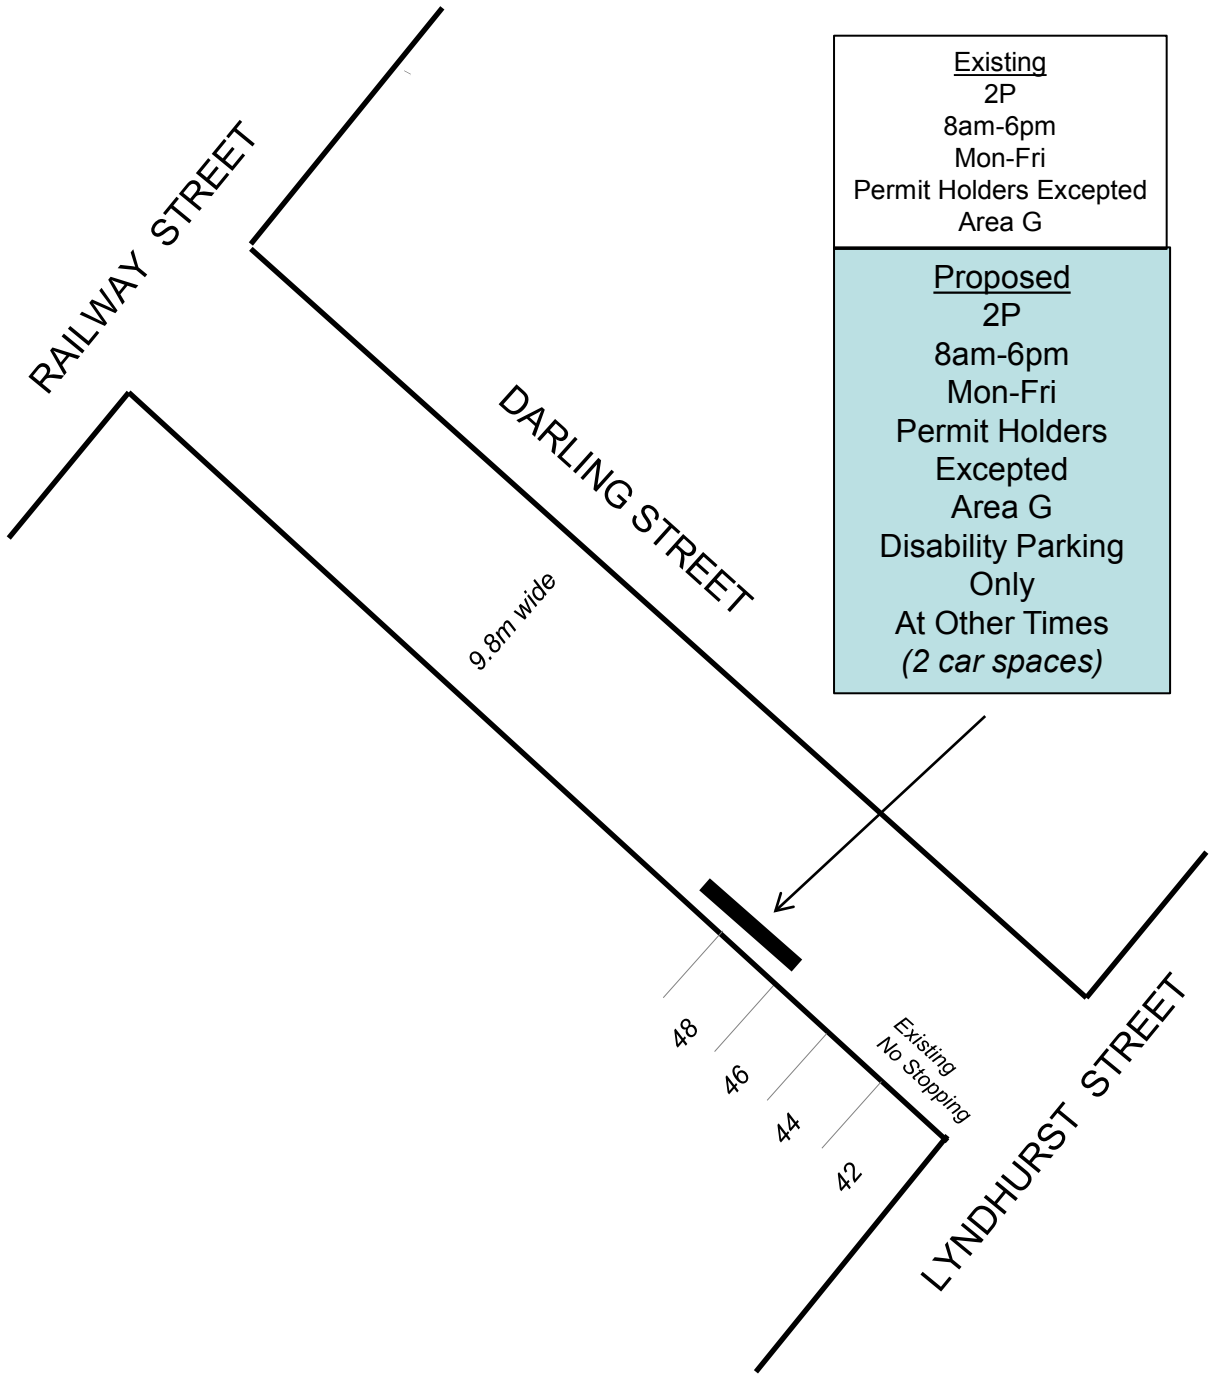 Existing
2P
8am-6pm
Mon-Fri
Permit Holders Excepted
Area G
Proposed
2P
8am-6pm
Mon-Fri
Permit Holders
Excepted
Area G
Disability Parking
Only
At Other Times
(2 car spaces)
RAILWAY STREET
DARLING STREET
9.8m wide
48
46
44
42
Existing
No Stopping
LYNDHURST STREET